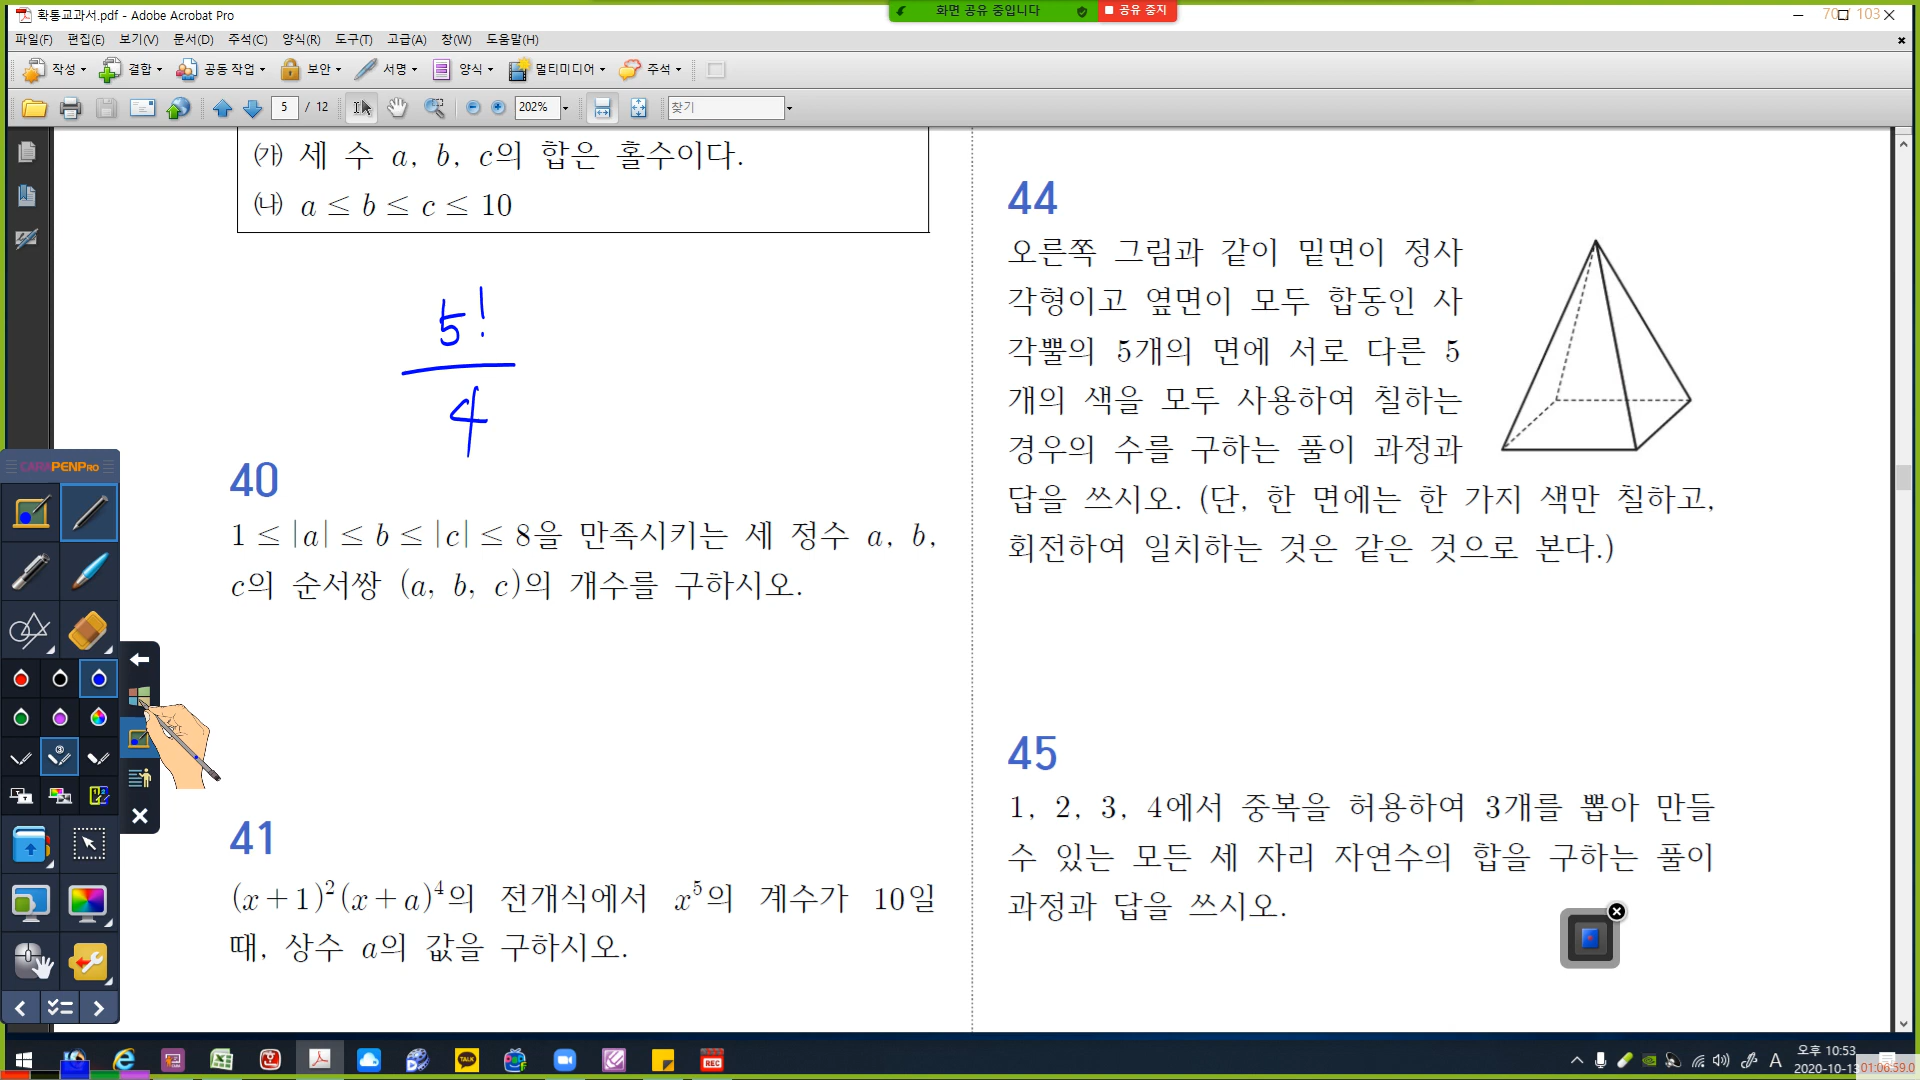 확통교과서.pdf - Adobe Acrobat Pro
화면 공유 중입니다
공유 중지
70 / 103
파일(F) 편집(E) 보기(V) 문서(D) 주석(C) 양식(R) 도구(T) 고급(A) 창(W) 도움말(H)
작성 결합 공동 작업 보안 서명 양식 멀티미디어 주석
5 / 12 202% 찾기
㈎ 세 수 a, b, c의 합은 홀수이다.
㈏ a ≤ b ≤ c ≤ 10
5!
4
40
1 ≤ |a| ≤ b ≤ |c| ≤ 8을 만족시키는 세 정수 a, b,
c의 순서쌍 (a, b, c)의 개수를 구하시오.
41
(x+1)²(x+a)⁴의 전개식에서 x⁵의 계수가 10일
때, 상수 a의 값을 구하시오.
44
오른쪽 그림과 같이 밑면이 정사
각형이고 옆면이 모두 합동인 사
각뿔의 5개의 면에 서로 다른 5
개의 색을 모두 사용하여 칠하는
경우의 수를 구하는 풀이 과정과
답을 쓰시오. (단, 한 면에는 한 가지 색만 칠하고,
회전하여 일치하는 것은 같은 것으로 본다.)
45
1, 2, 3, 4에서 중복을 허용하여 3개를 뽑아 만들
수 있는 모든 세 자리 자연수의 합을 구하는 풀이
과정과 답을 쓰시오.
CARAPENPRO
③
TALK
REC
A
오후 10:53
2020-10-13
01:06:59.0